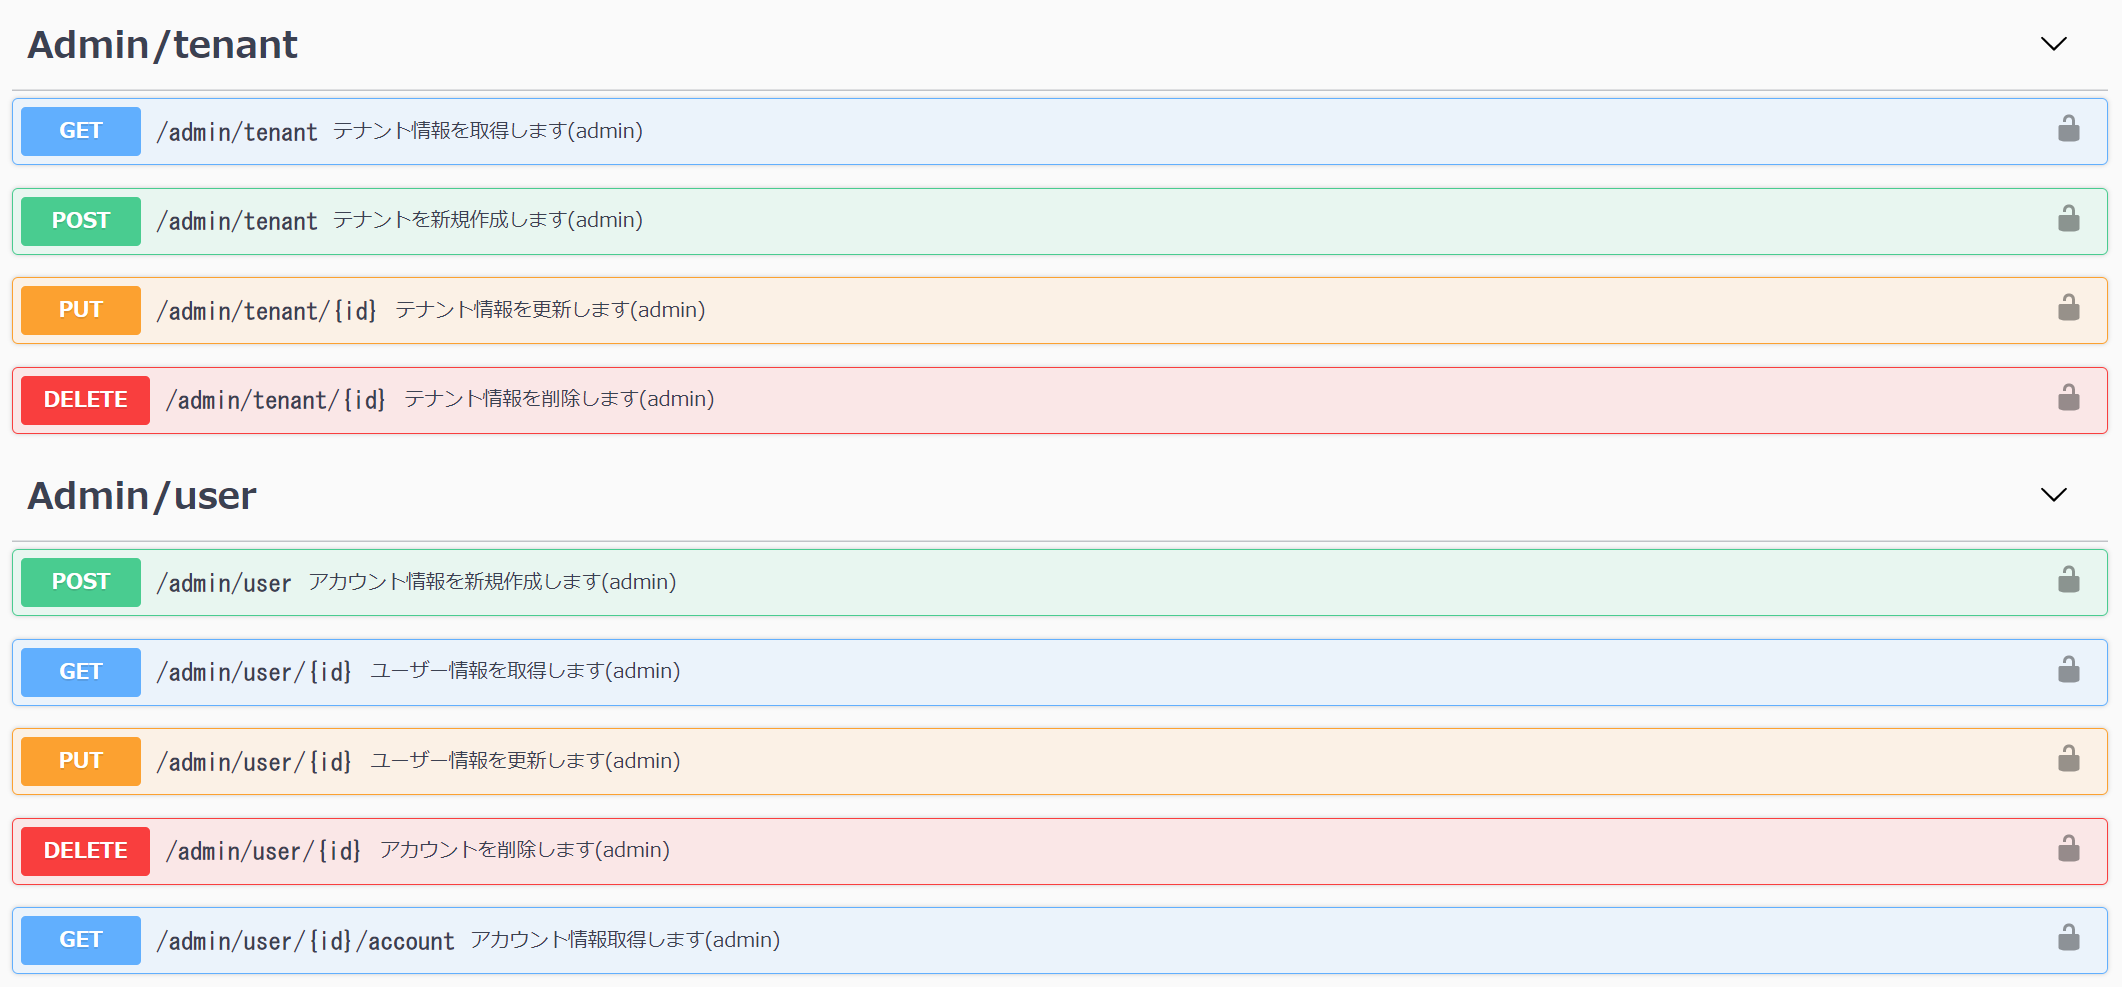 Admin/tenant
GET /admin/tenant テナント情報を取得します(admin)
POST /admin/tenant テナントを新規作成します(admin)
PUT /admin/tenant/{id} テナント情報を更新します(admin)
DELETE /admin/tenant/{id} テナント情報を削除します(admin)
Admin/user
POST /admin/user アカウント情報を新規作成します(admin)
GET /admin/user/{id} ユーザー情報を取得します(admin)
PUT /admin/user/{id} ユーザー情報を更新します(admin)
DELETE /admin/user/{id} アカウントを削除します(admin)
GET /admin/user/{id}/account アカウント情報取得します(admin)